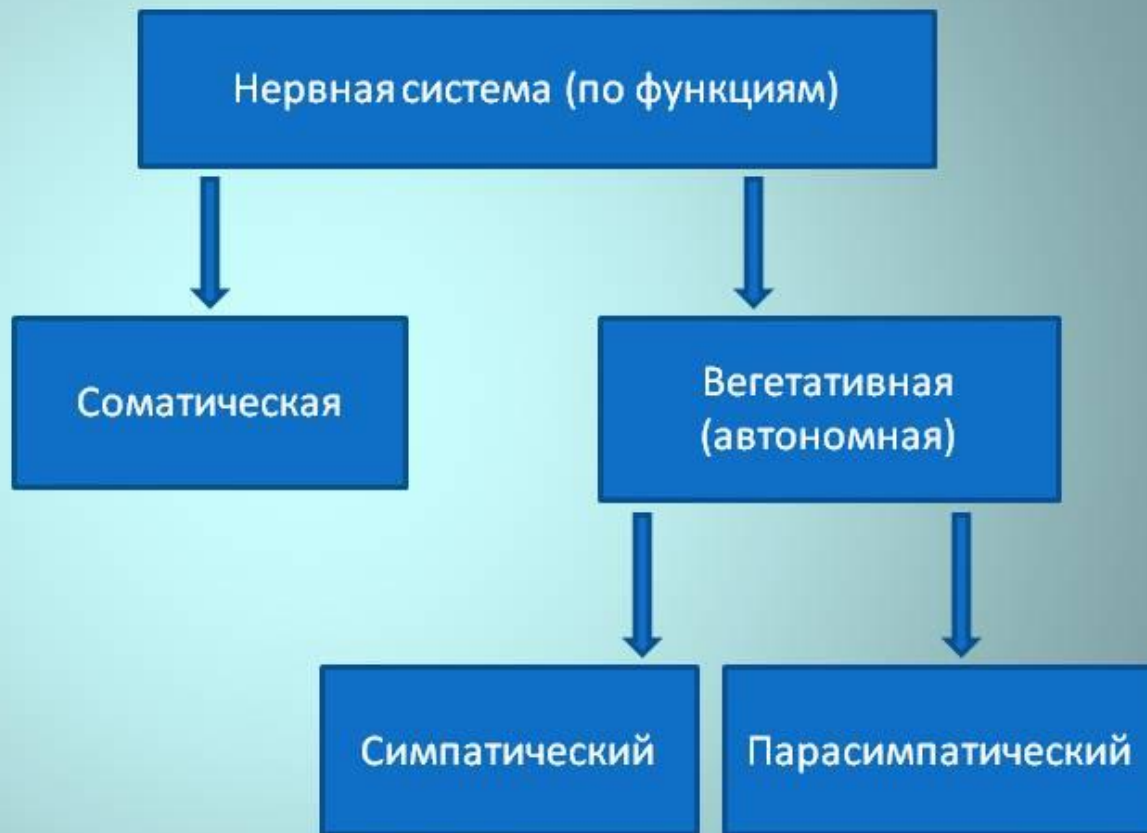 Нервная система (по функциям)
Соматическая
Вегетативная
(автономная)
Симпатический
Парасимпатический